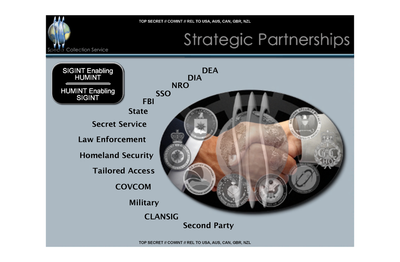 TOP SECRET // COMINT // REL TO USA, AUS, CAN, GBR, NZL
Special Collection Service
Strategic Partnerships
SIGINT Enabling
HUMINT
HUMINT Enabling
SIGINT
DEA
DIA
NRO
SSO
FBI
State
Secret Service
Law Enforcement
Homeland Security
Tailored Access
COVCOM
Military
CLANSIG
Second Party
TOP SECRET // COMINT // REL TO USA, AUS, CAN, GBR, NZL